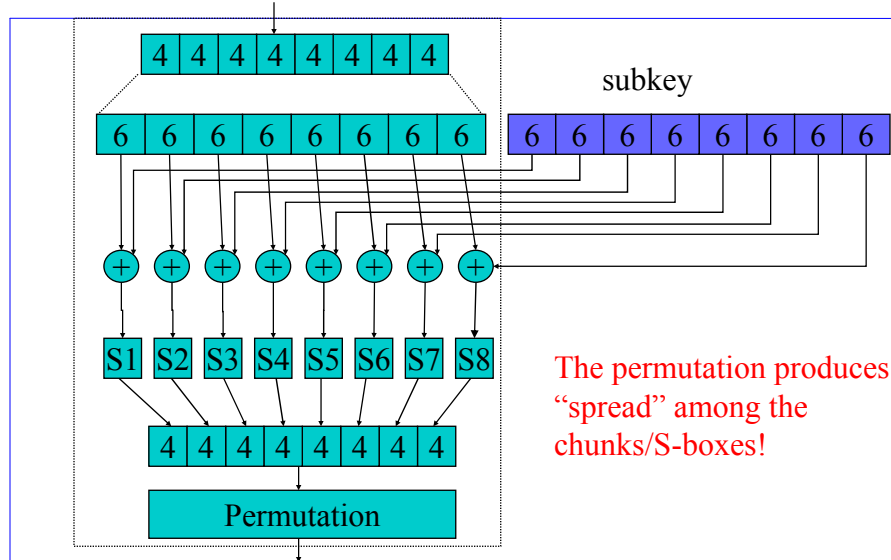 4 4 4 4 4 4 4 4
subkey
6 6 6 6 6 6 6 6 6 6 6 6 6 6 6 6
+ + + + + + + +
S1 S2 S3 S4 S5 S6 S7 S8
The permutation produces
“spread” among the
chunks/S-boxes!
4 4 4 4 4 4 4 4
Permutation